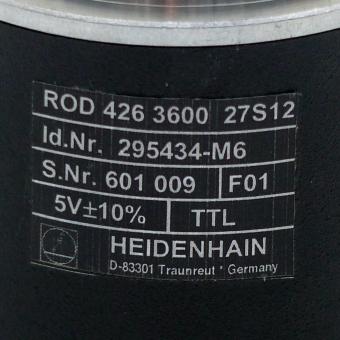 ROD 426 3600 27S12
Id.Nr. 295434-M6
S.Nr. 601 009 F01
5V±10% TTL
HEIDENHAIN
D-83301 Traunreut * Germany